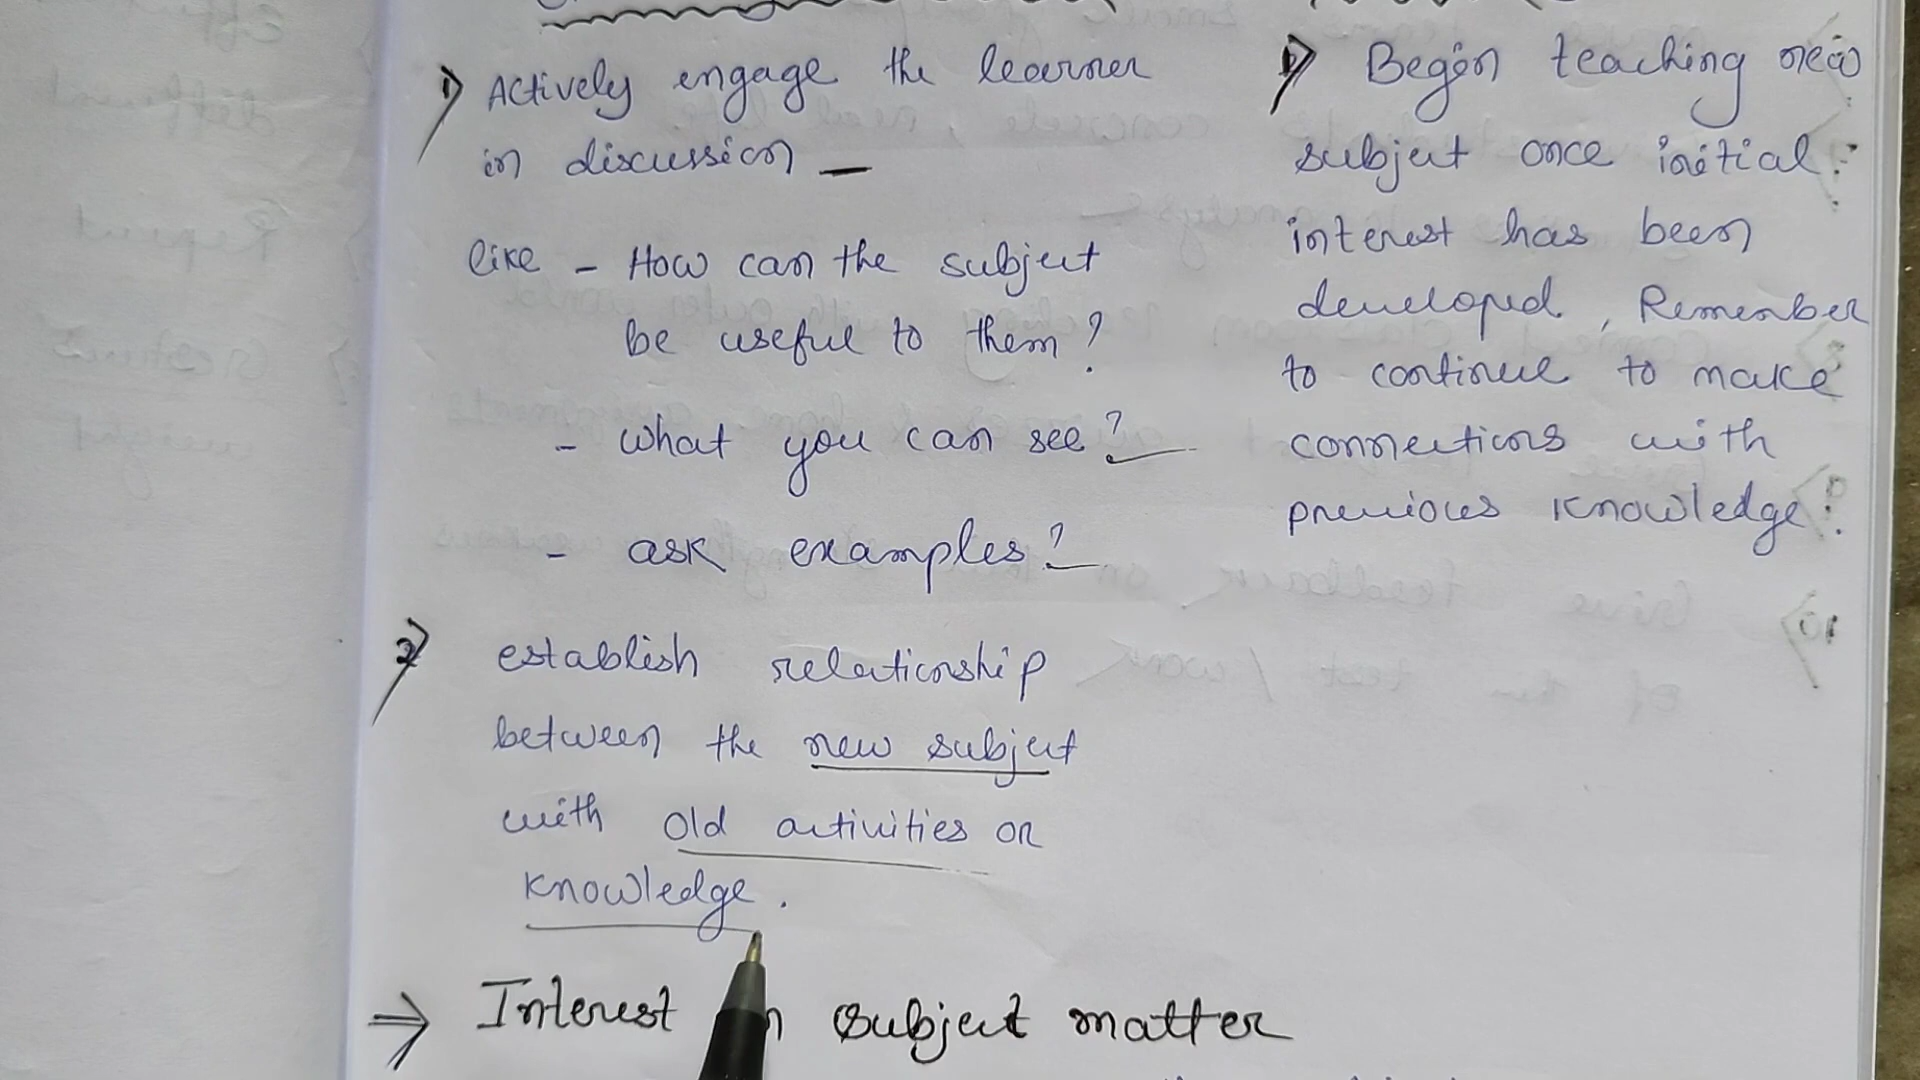 1) Actively engage the learner
in discussion —
like - How can the subject
be useful to them?
- what you can see?
- ask examples?
2) establish relationship
between the new subject
with old activities or
knowledge.
⇒ Interest in subject matter
Begin teaching new
subject once initial
interest has been
developed, Remember
to continue to make
connections with
previous knowledge.